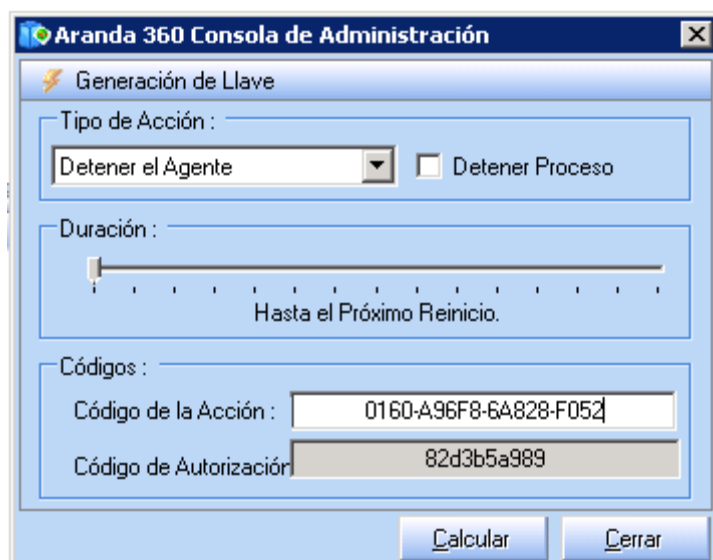 Aranda 360 Consola de Administración
Generación de Llave
Tipo de Acción :
Detener el Agente Detener Proceso
Duración :
Hasta el Próximo Reinicio.
Códigos :
Código de la Acción : 0160-A96F8-6A828-F052
Código de Autorización 82d3b5a989
Calcular Cerrar